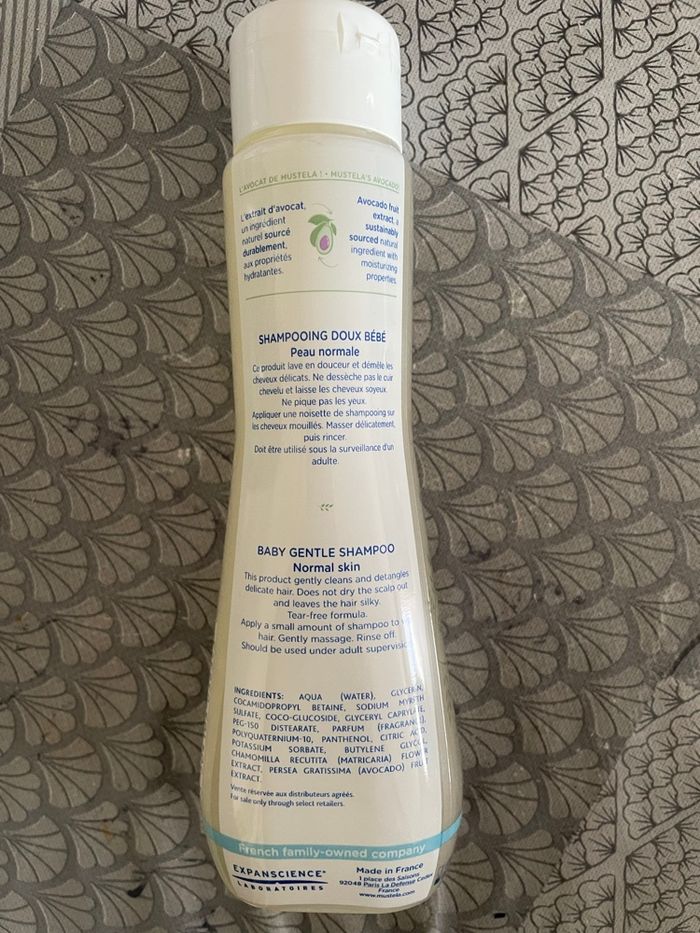 L'AVOCAT DE MUSTELA ! • MUSTELA'S AVOCADO
L'extrait d'avocat,
un ingrédient
naturel sourcé
durablement,
aux propriétés
hydratantes.
Avocado fruit
extract, a
sustainably
sourced natural
ingredient with
moisturizing
properties.
SHAMPOOING DOUX BÉBÉ
Peau normale
Ce produit lave en douceur et démêle les
cheveux délicats. Ne dessèche pas le cuir
chevelu et laisse les cheveux soyeux.
Ne pique pas les yeux.
Appliquer une noisette de shampooing sur
les cheveux mouillés. Masser délicatement,
puis rincer.
Doit être utilisé sous la surveillance d'un
adulte.
BABY GENTLE SHAMPOO
Normal skin
This product gently cleans and detangles
delicate hair. Does not dry the scalp out
and leaves the hair silky.
Tear-free formula.
Apply a small amount of shampoo to
hair. Gently massage. Rinse off.
Should be used under adult supervision
INGREDIENTS: AQUA (WATER), GLYCERIN,
COCAMIDOPROPYL BETAINE, SODIUM MYRETH
SULFATE, COCO-GLUCOSIDE, GLYCERYL CAPRYLATE,
PEG-150 DISTEARATE, PARFUM (FRAGRANCE),
POLYQUATERNIUM-10, PANTHENOL, CITRIC ACID,
POTASSIUM SORBATE, BUTYLENE GLYCOL,
CHAMOMILLA RECUTITA (MATRICARIA) FLOWER
EXTRACT, PERSEA GRATISSIMA (AVOCADO) FRUIT
EXTRACT.
Vente réservée aux distributeurs agréés.
For sale only through select retailers.
French family-owned company
EXPANSCIENCE®
LABORATOIRES
Made in France
1 place des Saisons
92048 Paris La Defense Cedex
France
www.mustela.com